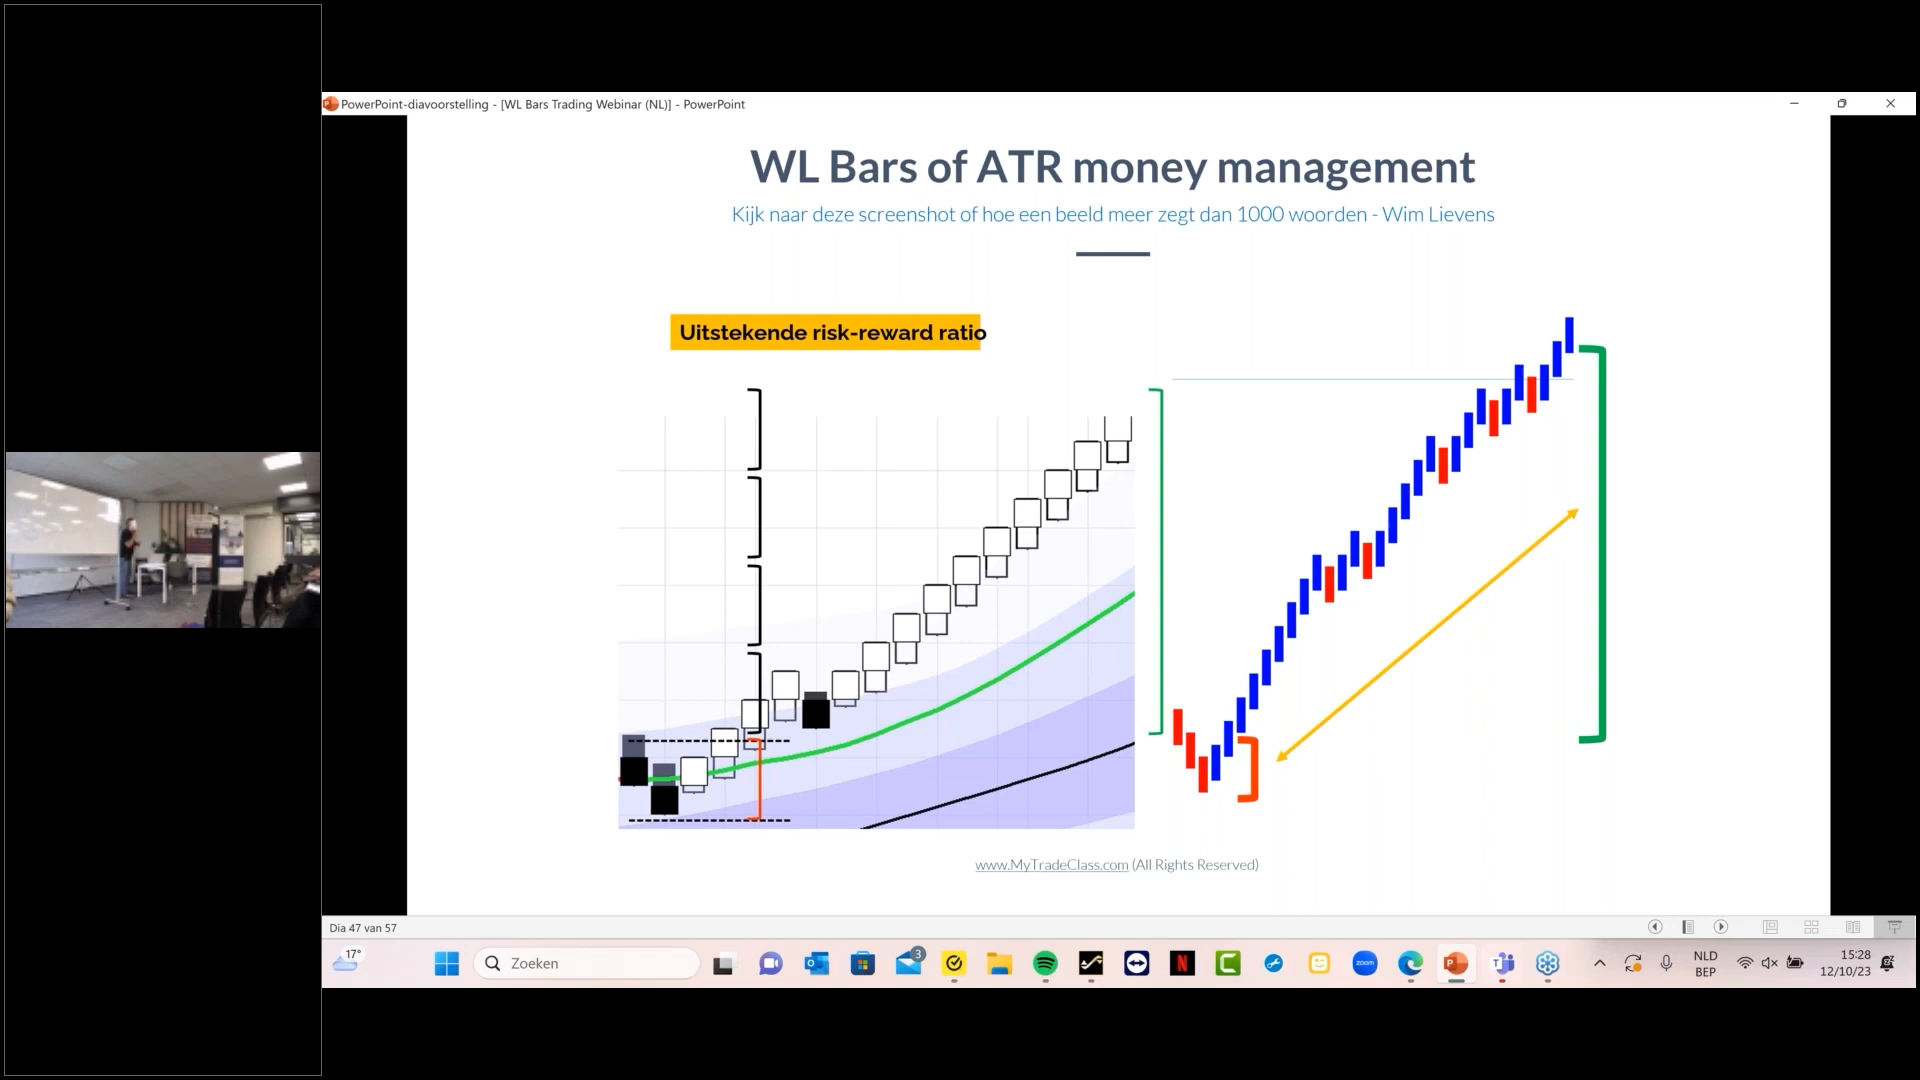 PowerPoint-diavoorstelling - [WL Bars Trading Webinar (NL)] - PowerPoint
WL Bars of ATR money management
Kijk naar deze screenshot of hoe een beeld meer zegt dan 1000 woorden - Wim Lievens
Uitstekende risk-reward ratio
www.MyTradeClass.com (All Rights Reserved)
Dia 47 van 57
17°
Zoeken
3
zoom
NLD
BEP
15:28
12/10/23